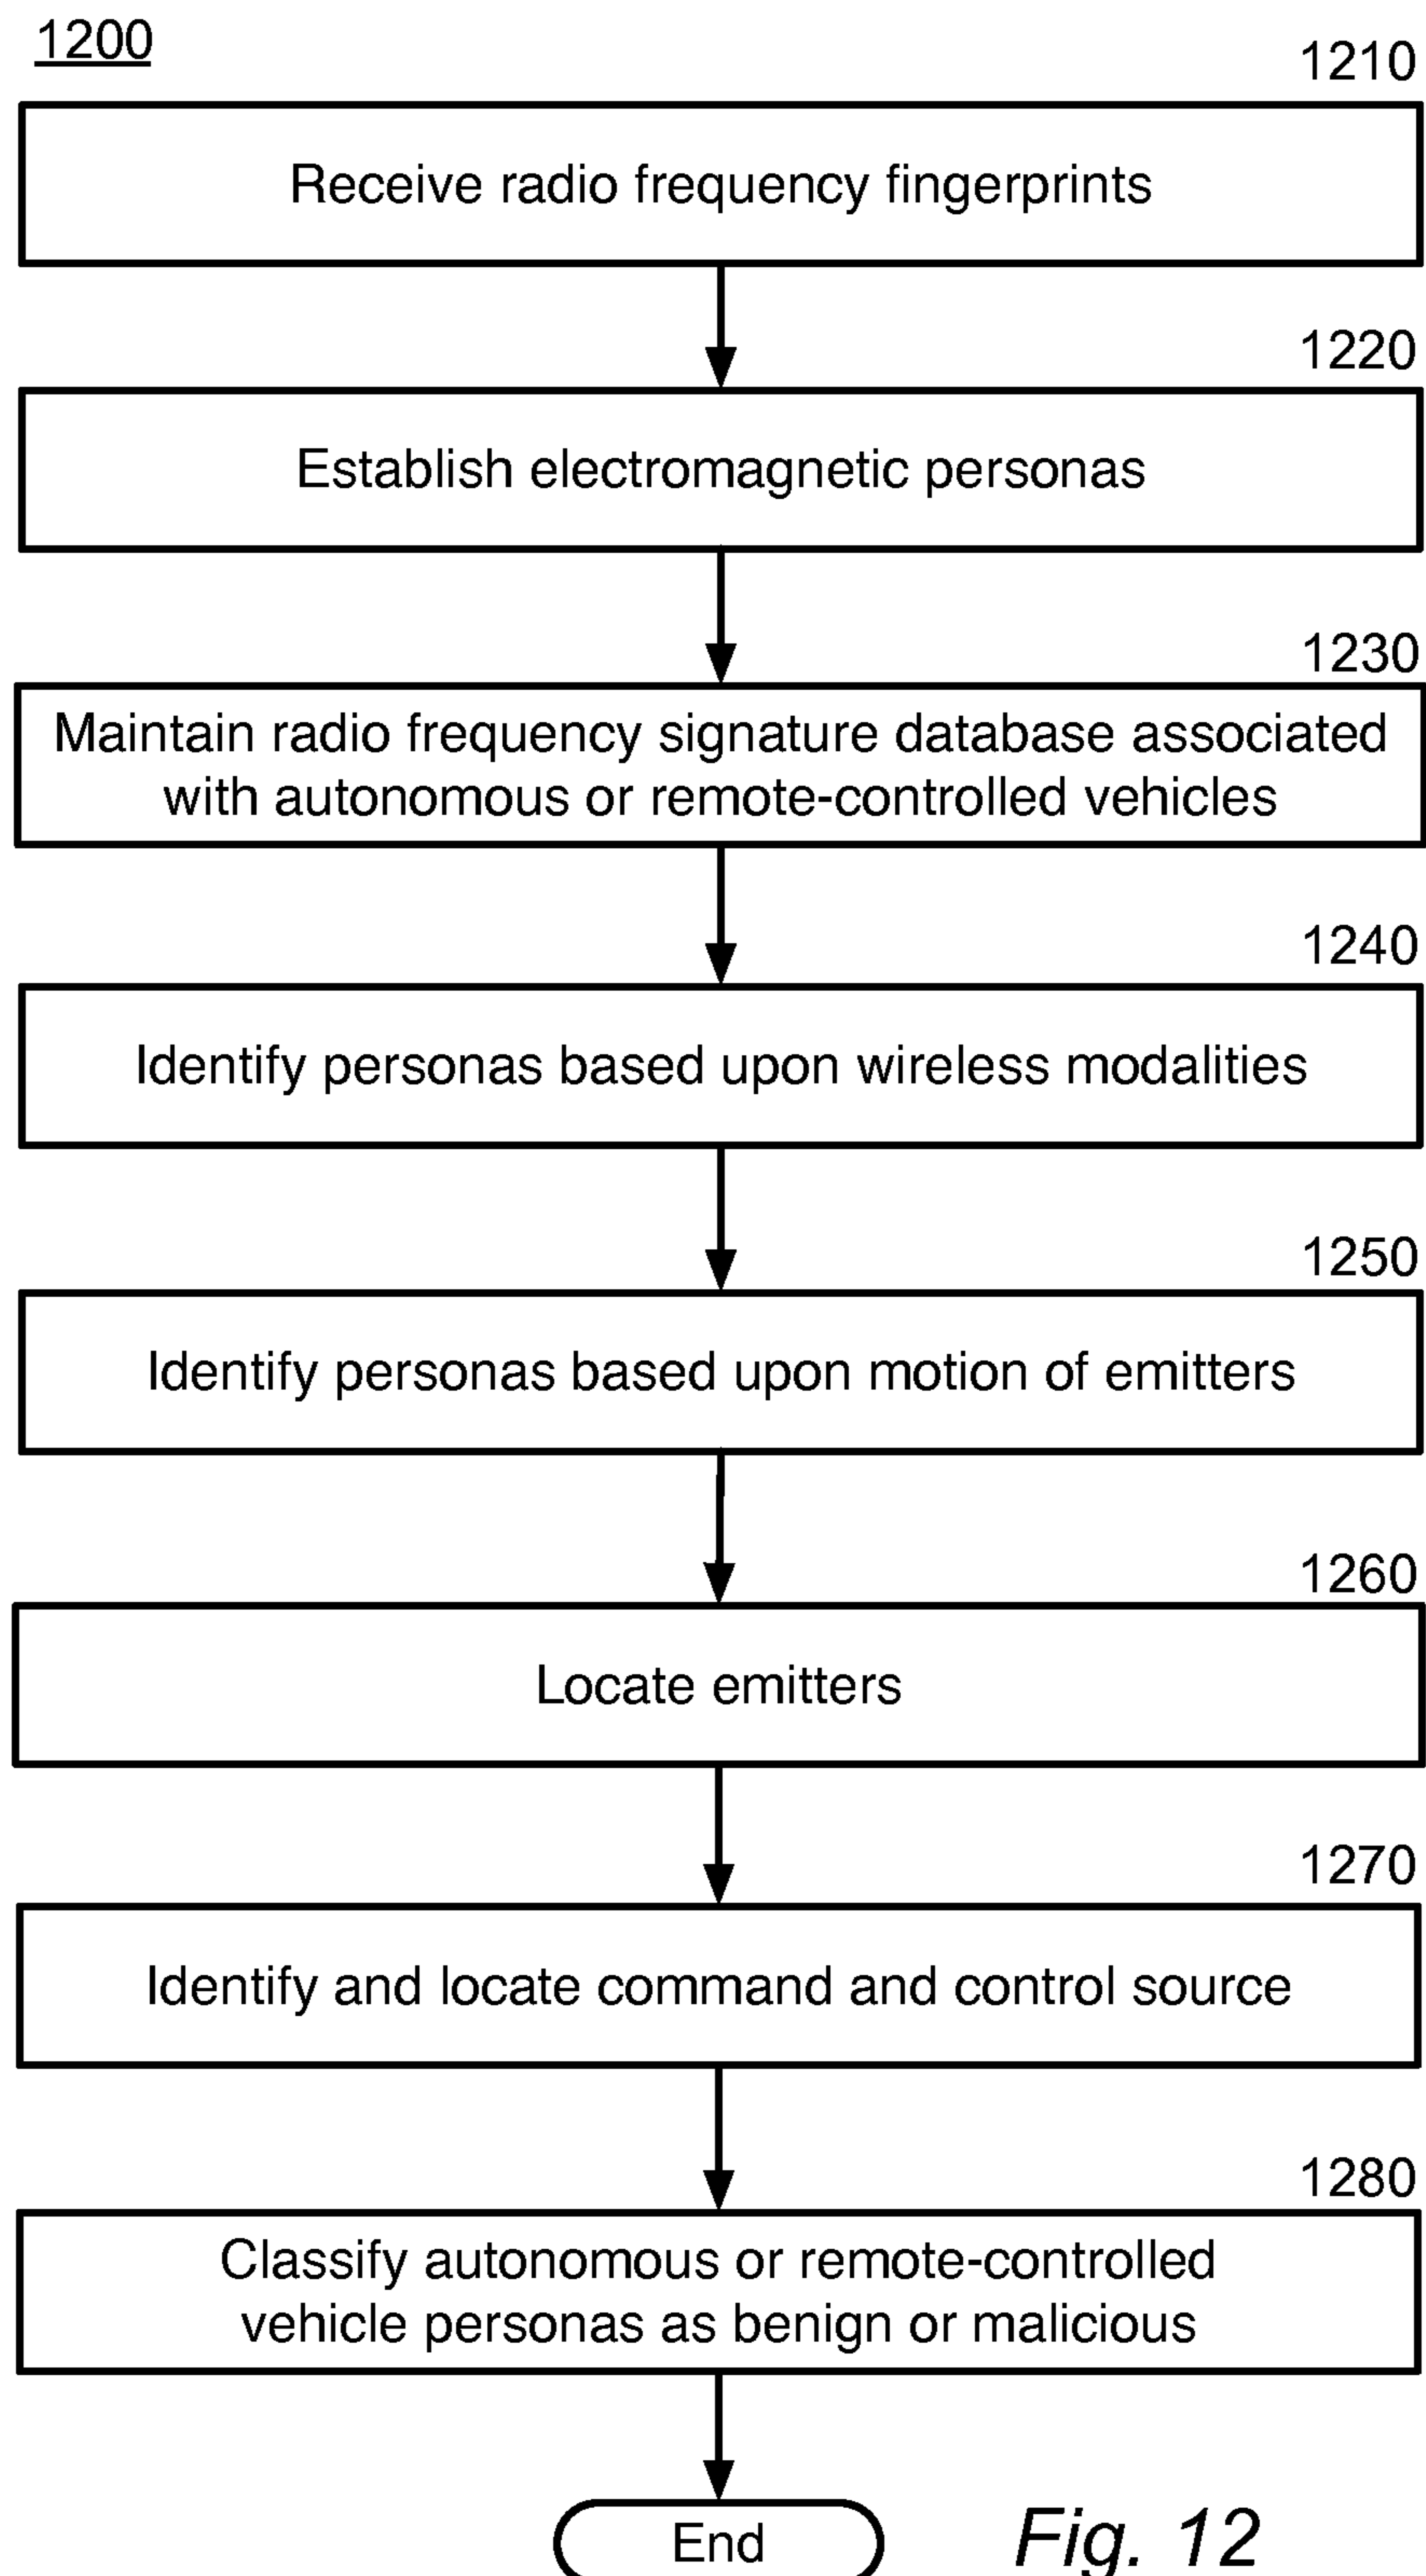 1200
1210
Receive radio frequency fingerprints
1220
Establish electromagnetic personas
1230
Maintain radio frequency signature database associated
with autonomous or remote-controlled vehicles
1240
Identify personas based upon wireless modalities
1250
Identify personas based upon motion of emitters
1260
Locate emitters
1270
Identify and locate command and control source
1280
Classify autonomous or remote-controlled
vehicle personas as benign or malicious
End
Fig. 12